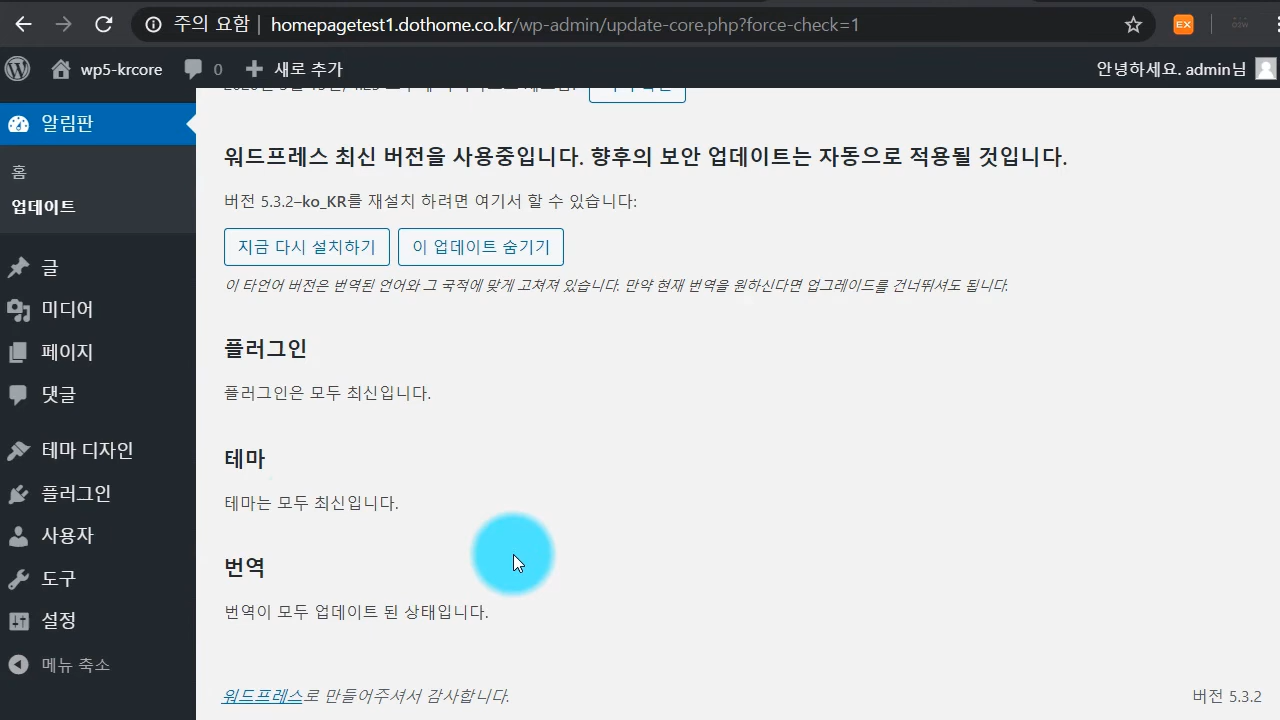 주의 요함 | homepagetest1.dothome.co.kr/wp-admin/update-core.php?force-check=1
EX
wp5-krcore 0 새로 추가 안녕하세요. admin님
알림판
홈
업데이트
글
미디어
페이지
댓글
테마 디자인
플러그인
사용자
도구
설정
메뉴 축소
워드프레스 최신 버전을 사용중입니다. 향후의 보안 업데이트는 자동으로 적용될 것입니다.
버전 5.3.2–ko_KR를 재설치 하려면 여기서 할 수 있습니다:
지금 다시 설치하기 이 업데이트 숨기기
이 타언어 버전은 번역된 언어와 그 국적에 맞게 고쳐져 있습니다. 만약 현재 번역을 원하신다면 업그레이드를 건너뛰셔도 됩니다.
플러그인
플러그인은 모두 최신입니다.
테마
테마는 모두 최신입니다.
번역
번역이 모두 업데이트 된 상태입니다.
워드프레스로 만들어주셔서 감사합니다.
버전 5.3.2